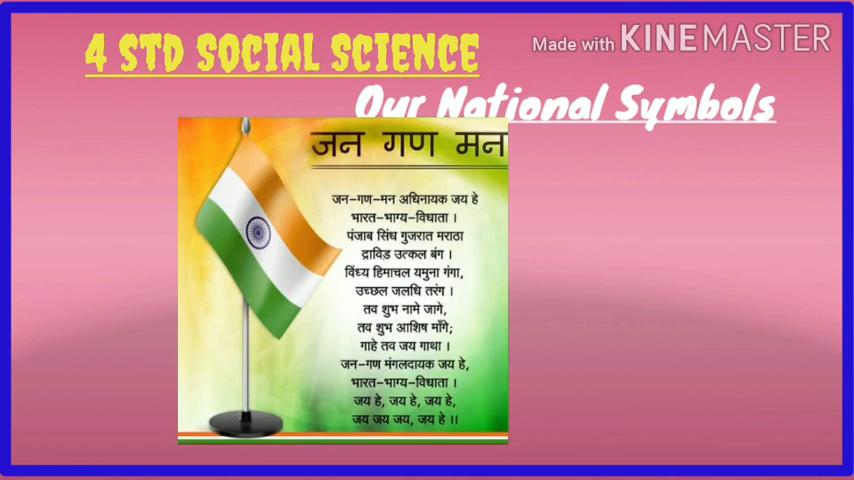 4 STD SOCIAL SCIENCE
Made with KINEMASTER
Our National Symbols
जन गण मन
जन–गण–मन अधिनायक जय हे
भारत–भाग्य–विधाता ।
पंजाब सिंध गुजरात मराठा
द्राविड़ उत्कल बंग ।
विंध्य हिमाचल यमुना गंगा,
उच्छल जलधि तरंग ।
तव शुभ नामे जागे,
तव शुभ आशिष माँगे;
गाहे तव जय गाथा ।
जन–गण मंगलदायक जय हे,
भारत–भाग्य–विधाता ।
जय हे, जय हे, जय हे,
जय जय जय, जय हे ।।